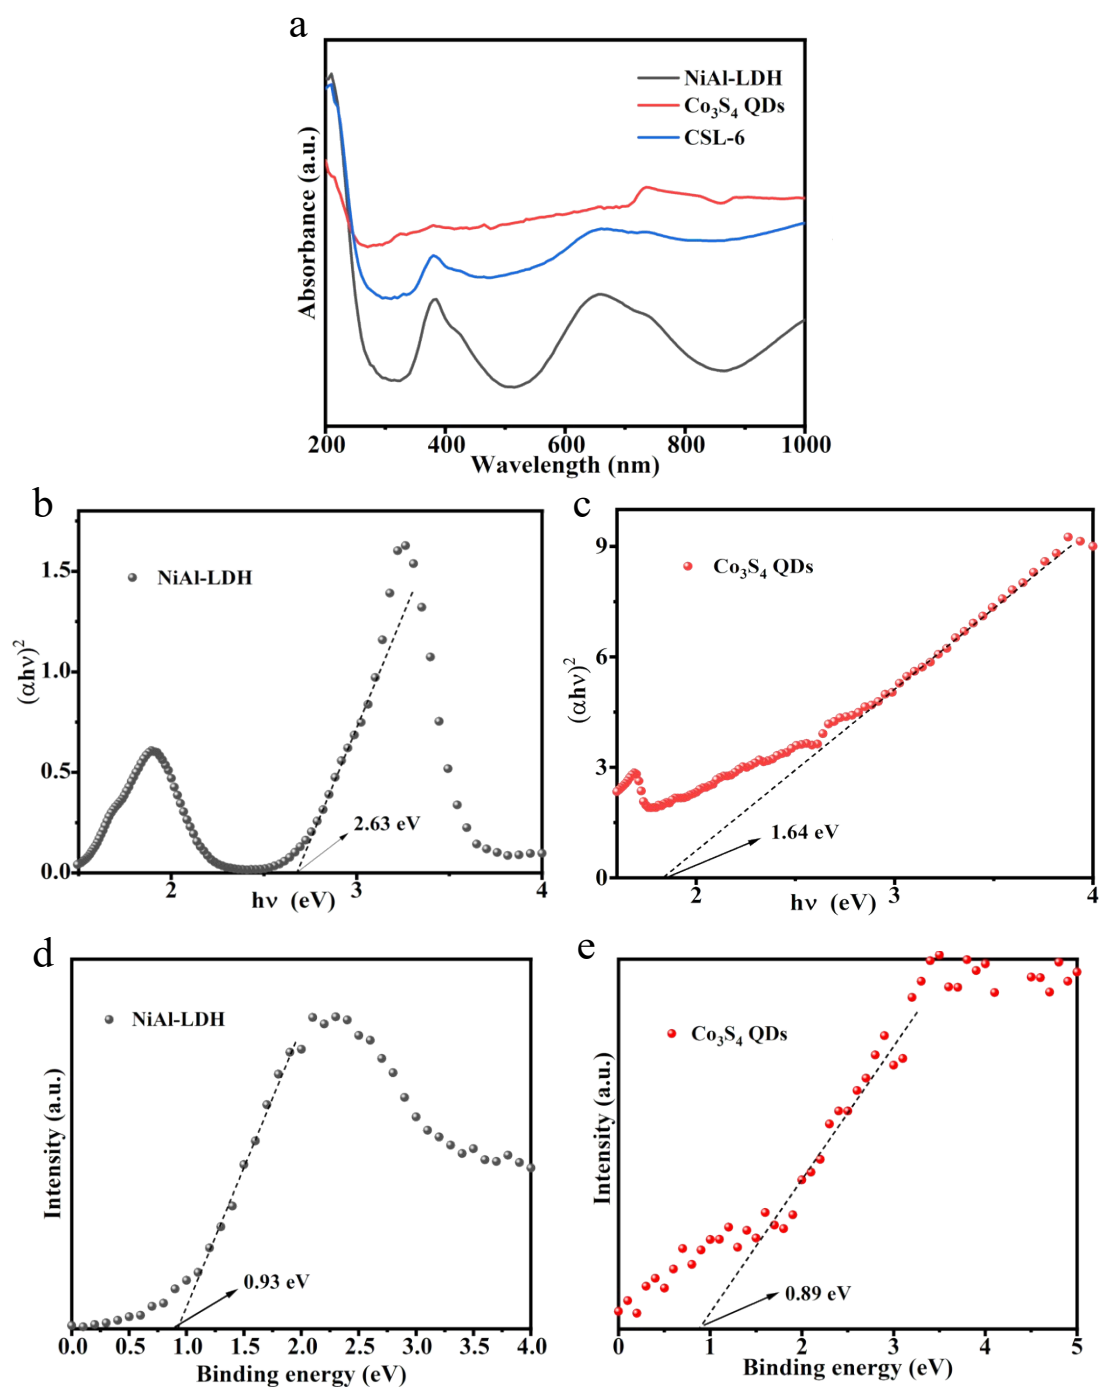 a
NiAl-LDH
Co₃S₄ QDs
CSL-6
Absorbance (a.u.)
200 400 600 800 1000
Wavelength (nm)
b
NiAl-LDH
(αhν)²
1.5
1.0
0.5
0.0
2.63 eV
2 3 4
hν (eV)
c
Co₃S₄ QDs
(αhν)²
9
6
3
0
1.64 eV
2 3 4
hν (eV)
d
NiAl-LDH
Intensity (a.u.)
0.93 eV
0.0 0.5 1.0 1.5 2.0 2.5 3.0 3.5 4.0
Binding energy (eV)
e
Co₃S₄ QDs
Intensity (a.u.)
0.89 eV
0 1 2 3 4 5
Binding energy (eV)